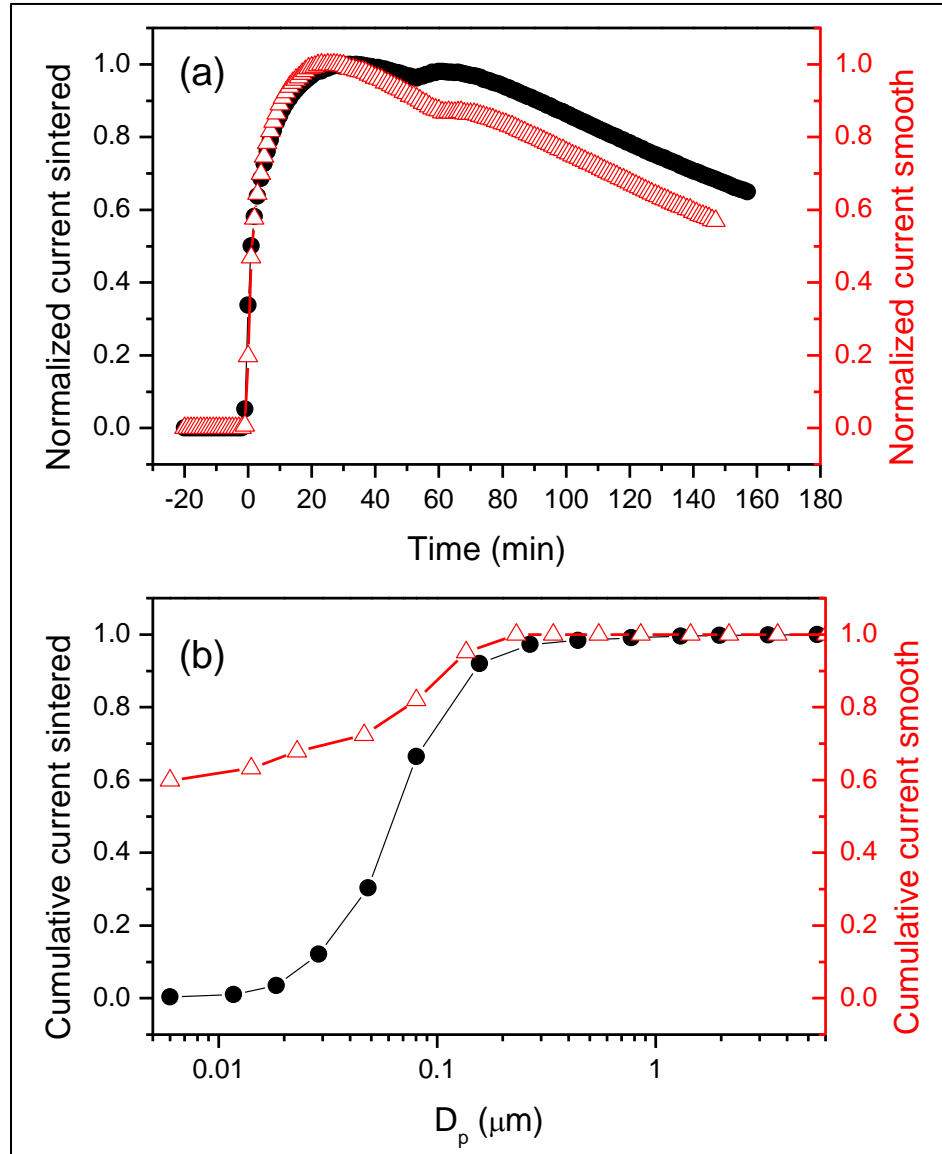 (a)
Normalized current sintered
1.0
0.8
0.6
0.4
0.2
0.0
1.0
0.8
0.6
0.4
0.2
0.0
Normalized current smooth
-20 0 20 40 60 80 100 120 140 160 180
Time (min)
(b)
Cumulative current sintered
1.0
0.8
0.6
0.4
0.2
0.0
1.0
0.8
0.6
0.4
0.2
0.0
Cumulative current smooth
0.01 0.1 1
Dₚ (μm)